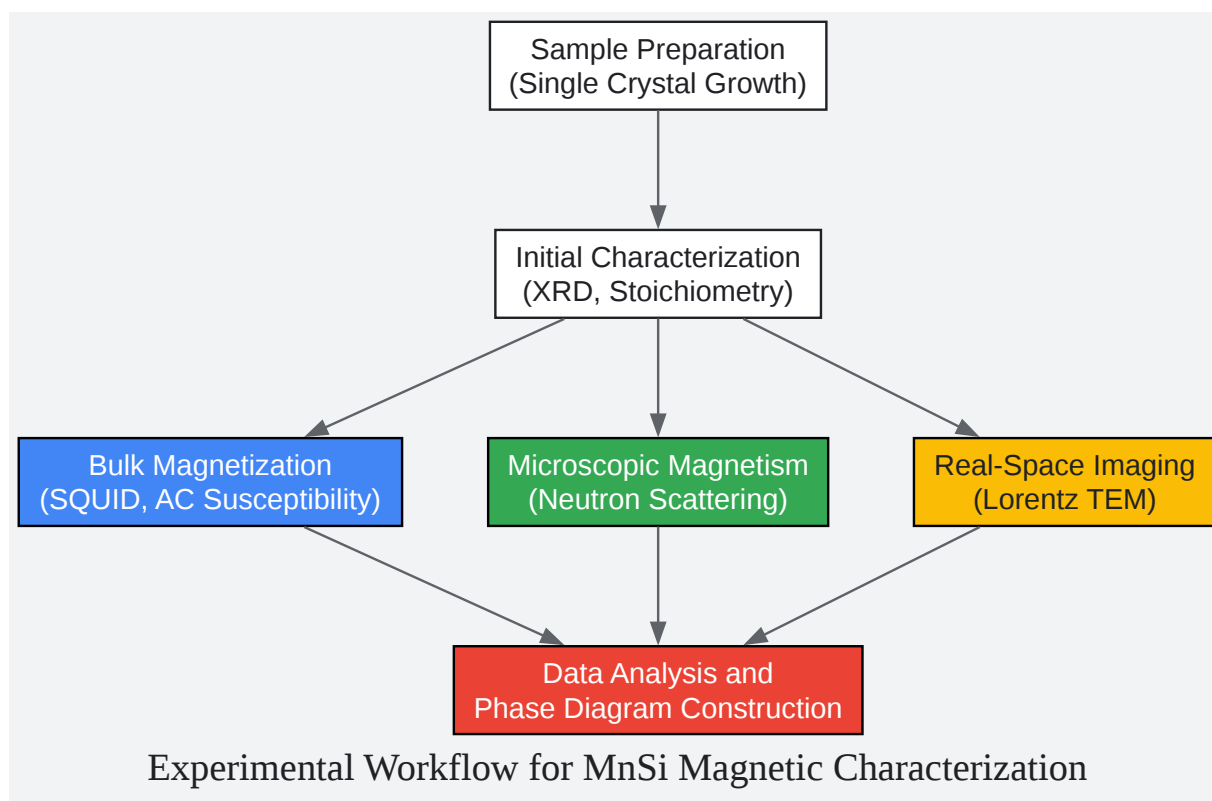 Sample Preparation
(Single Crystal Growth)
Initial Characterization
(XRD, Stoichiometry)
Bulk Magnetization
(SQUID, AC Susceptibility)
Microscopic Magnetism
(Neutron Scattering)
Real-Space Imaging
(Lorentz TEM)
Data Analysis and
Phase Diagram Construction
Experimental Workflow for MnSi Magnetic Characterization